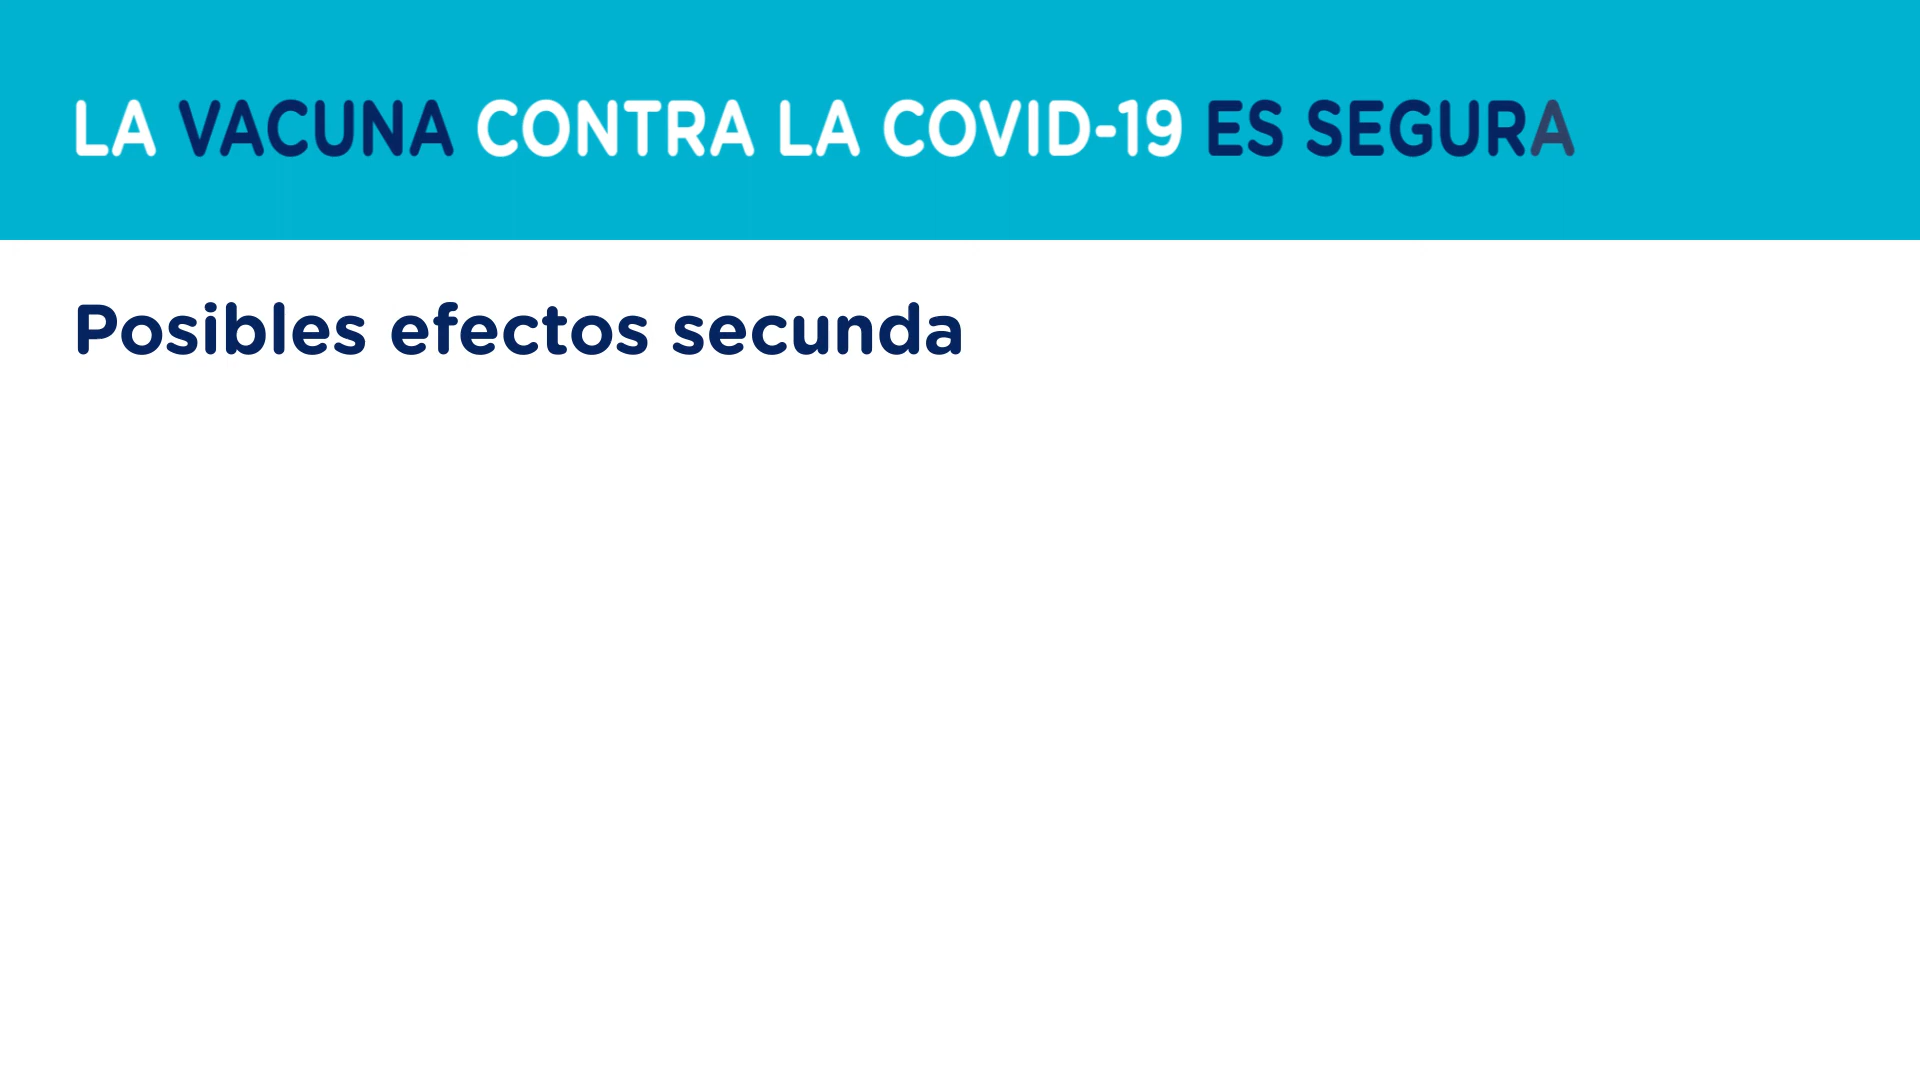 LA VACUNA CONTRA LA COVID-19 ES SEGURA
Posibles efectos secunda